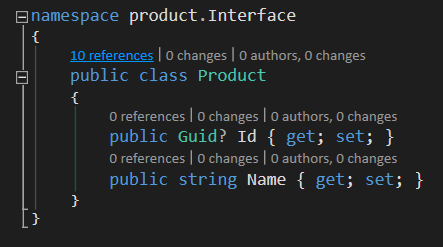 namespace product.Interface
{
10 references | 0 changes | 0 authors, 0 changes
public class Product
{
0 references | 0 changes | 0 authors, 0 changes
public Guid? Id { get; set; }
0 references | 0 changes | 0 authors, 0 changes
public string Name { get; set; }
}
}